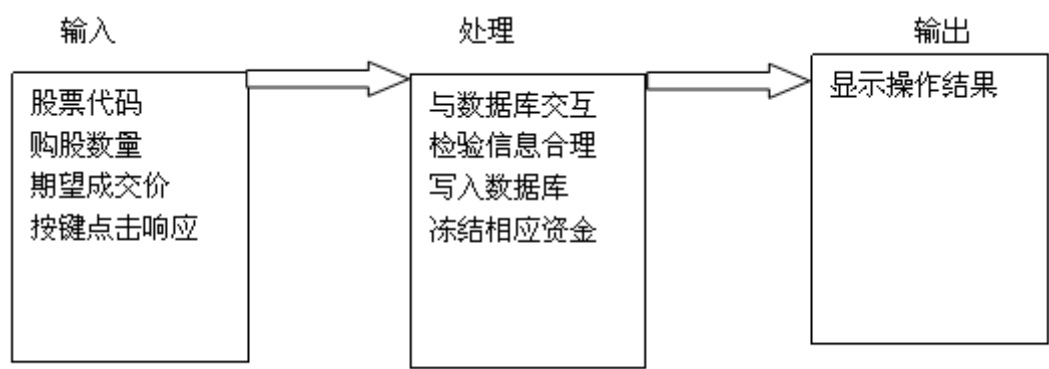 输入
处理
输出
股票代码
购股数量
期望成交价
按键点击响应
与数据库交互
检验信息合理
写入数据库
冻结相应资金
显示操作结果